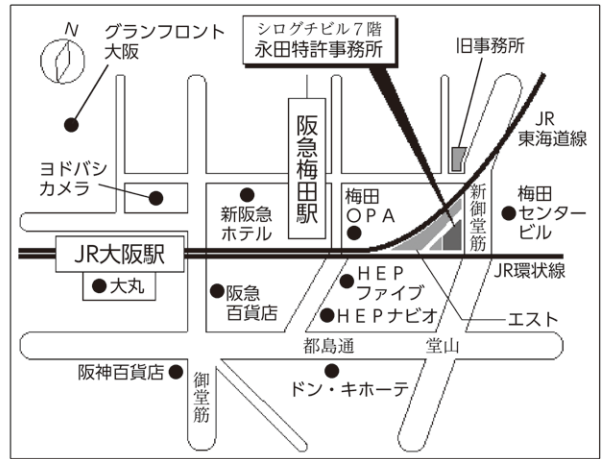 N
グランフロント
大阪
シログチビル7階
永田特許事務所
旧事務所
JR
東海道線
ヨドバシ
カメラ
阪急梅田駅
新阪急
ホテル
梅田
OPA
新御堂筋
梅田
センター
ビル
JR大阪駅
大丸
JR環状線
阪急
百貨店
HEP
ファイブ
HEPナビオ
エスト
都島通
堂山
阪神百貨店
御堂筋
ドン・キホーテ